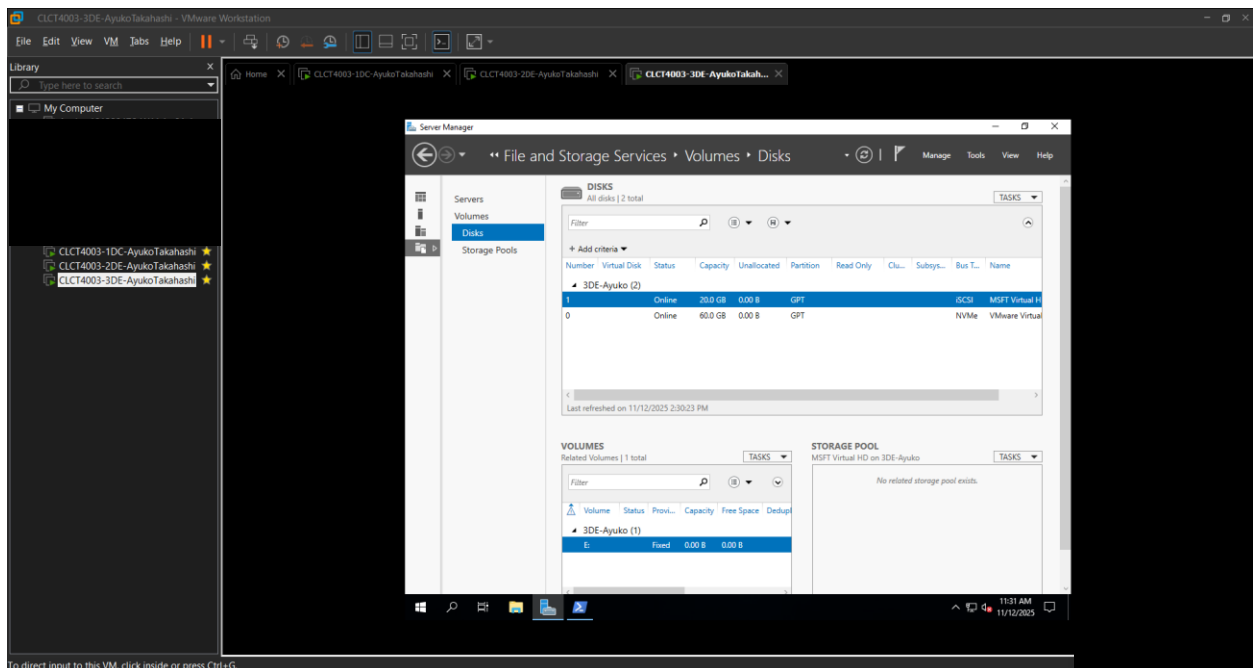 CLCT4003-3DE-AyukoTakahashi - VMware Workstation
File Edit View VM Tabs Help
Library
Type here to search
My Computer
CLCT4003-1DC-AyukoTakahashi
CLCT4003-2DE-AyukoTakahashi
CLCT4003-3DE-AyukoTakahashi
Home CLCT4003-1DC-AyukoTakahashi CLCT4003-2DE-AyukoTakahashi CLCT4003-3DE-AyukoTakah...
Server Manager
File and Storage Services Volumes Disks Manage Tools View Help
Servers
Volumes
Disks
Storage Pools
DISKS
All disks | 2 total TASKS
Filter
+ Add criteria
Number Virtual Disk Status Capacity Unallocated Partition Read Only Clu... Subsys... Bus T... Name
3DE-Ayuko (2)
1 Online 20.0 GB 0.00 B GPT iSCSI MSFT Virtual H
0 Online 60.0 GB 0.00 B GPT NVMe VMware Virtual
Last refreshed on 11/12/2025 2:30:23 PM
VOLUMES
Related Volumes | 1 total TASKS
Filter
Volume Status Provi... Capacity Free Space Dedupl
3DE-Ayuko (1)
E: Fixed 0.00 B 0.00 B
STORAGE POOL
MSFT Virtual HD on 3DE-Ayuko TASKS
No related storage pool exists.
11:31 AM
11/12/2025
To direct input to this VM, click inside or press Ctrl+G.